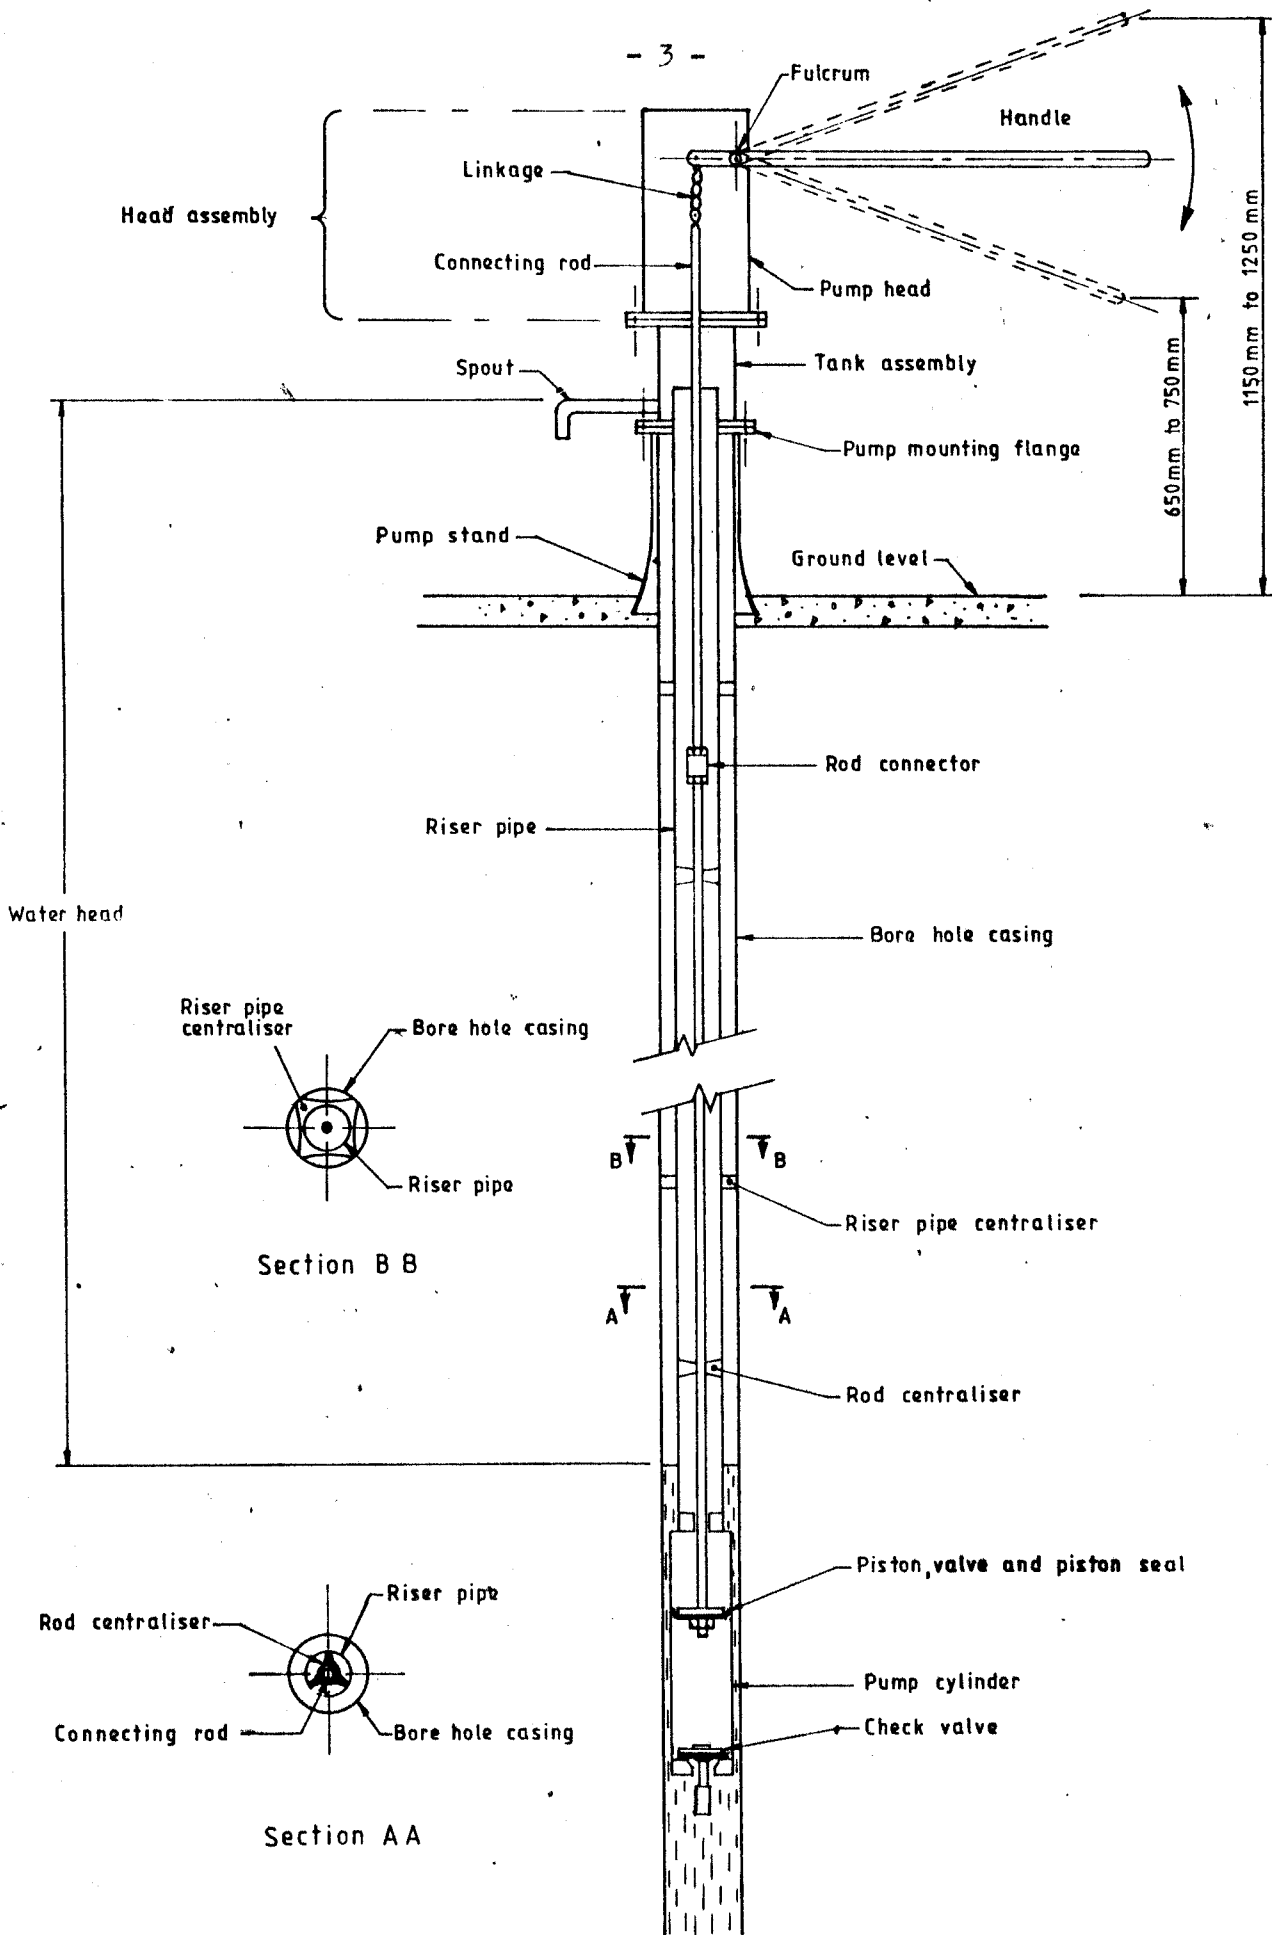 - 3 -
Fulcrum
Handle
Linkage
Head assembly
Connecting rod
Pump head
1150mm to 1250mm
Tank assembly
Spout
650mm to 750mm
Pump mounting flange
Pump stand
Ground level
Rod connector
Riser pipe
Water head
Bore hole casing
Riser pipe
centraliser
Bore hole casing
B
B
Riser pipe
Riser pipe centraliser
Section B B
A
A
Rod centraliser
Piston, valve and piston seal
Riser pipe
Rod centraliser
Pump cylinder
Connecting rod
Bore hole casing
Check valve
Section A A